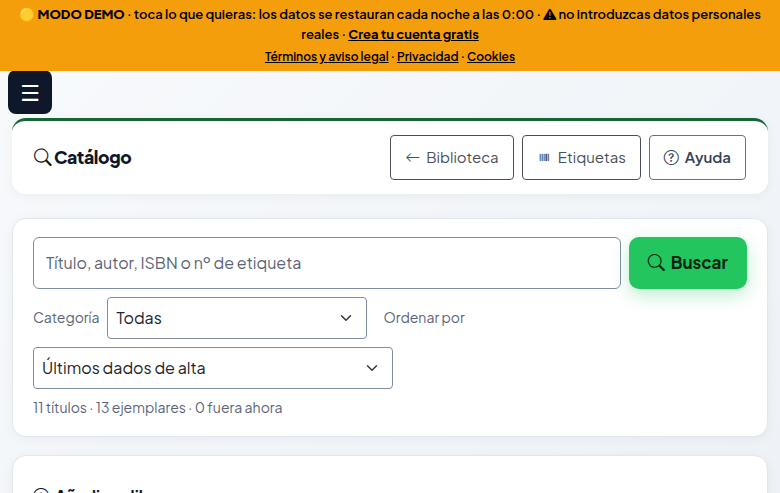 MODO DEMO · toca lo que quieras: los datos se restauran cada noche a las 0:00 · ⚠ no introduzcas datos personales
reales · Crea tu cuenta gratis
Términos y aviso legal · Privacidad · Cookies
Catálogo
← Biblioteca
Etiquetas
Ayuda
Título, autor, ISBN o nº de etiqueta
Buscar
Categoría
Todas
Ordenar por
Últimos dados de alta
11 títulos · 13 ejemplares · 0 fuera ahora